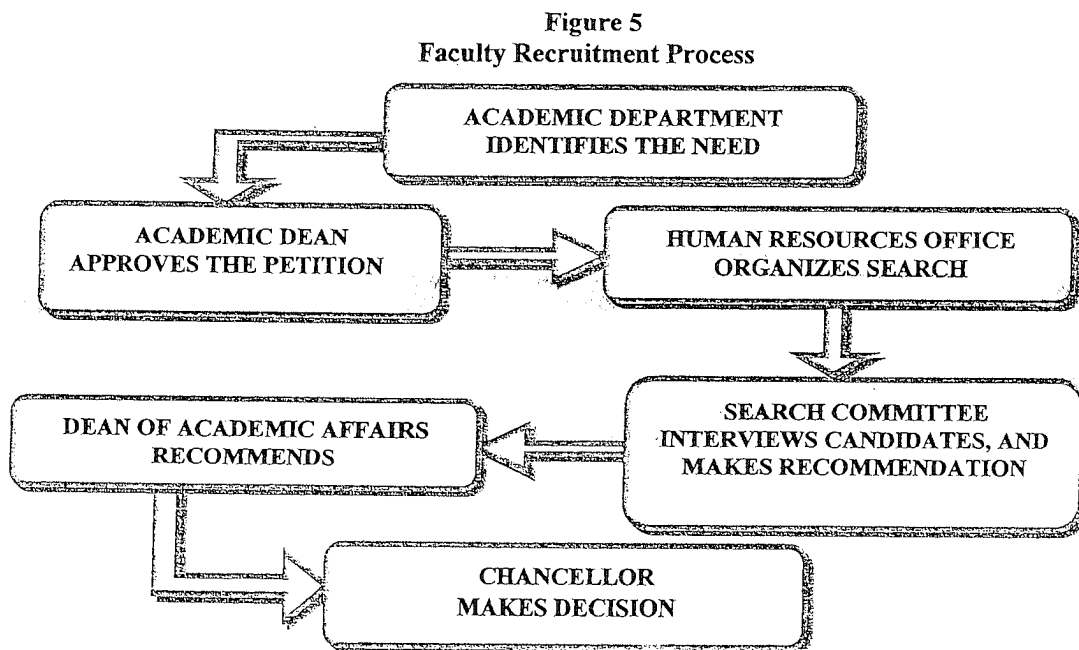 Figure 5
Faculty Recruitment Process
ACADEMIC DEPARTMENT
IDENTIFIES THE NEED
ACADEMIC DEAN
APPROVES THE PETITION
HUMAN RESOURCES OFFICE
ORGANIZES SEARCH
SEARCH COMMITTEE
INTERVIEWS CANDIDATES, AND
MAKES RECOMMENDATION
DEAN OF ACADEMIC AFFAIRS
RECOMMENDS
CHANCELLOR
MAKES DECISION